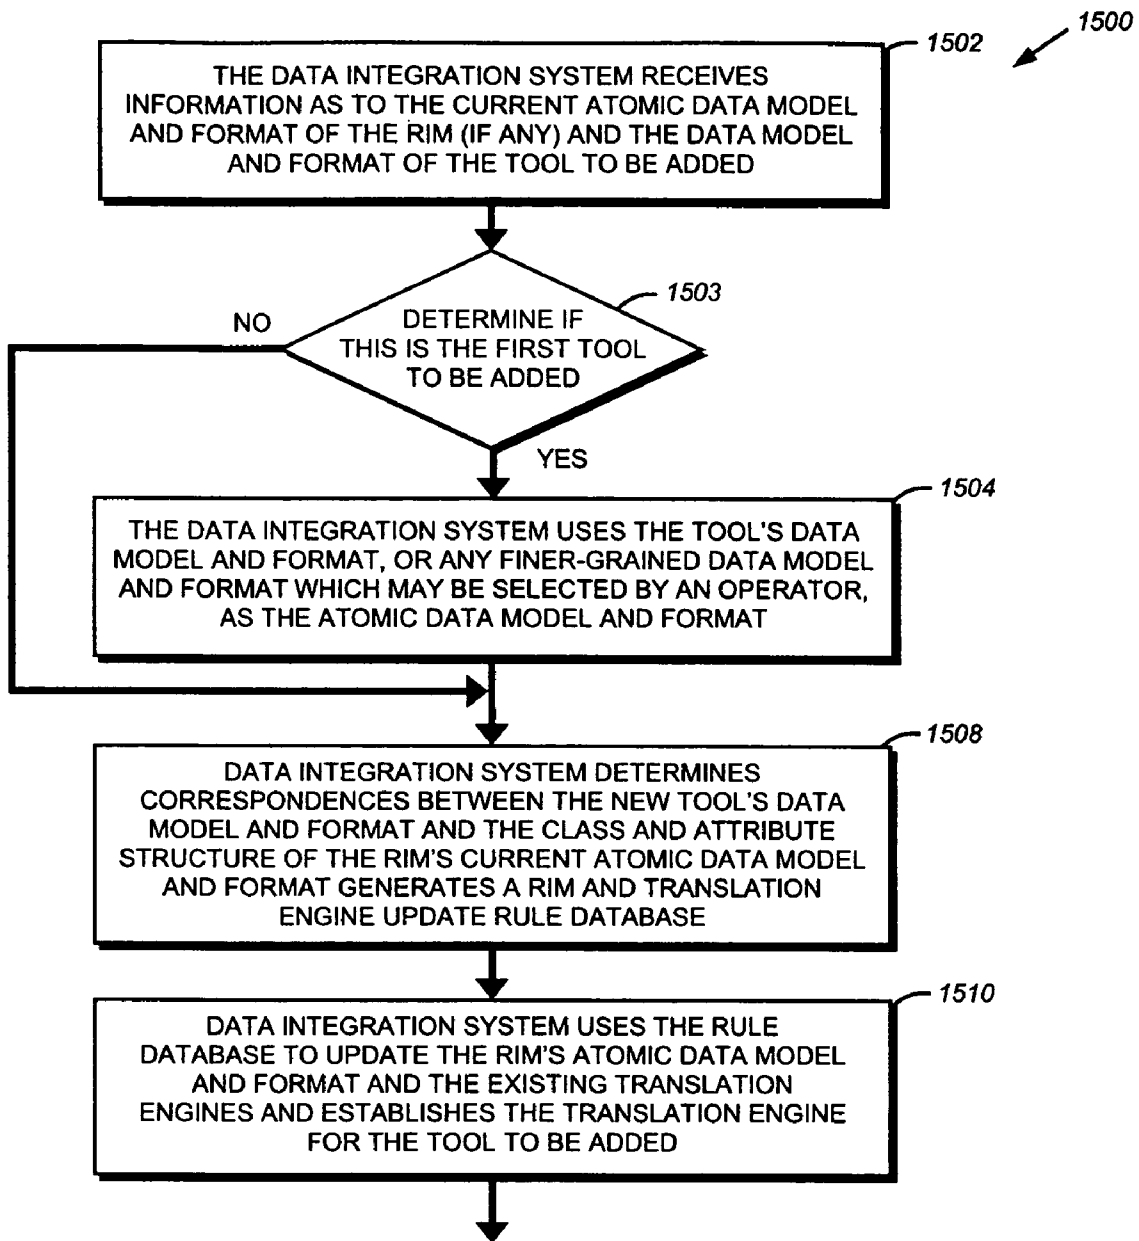 1500
1502
THE DATA INTEGRATION SYSTEM RECEIVES
INFORMATION AS TO THE CURRENT ATOMIC DATA MODEL
AND FORMAT OF THE RIM (IF ANY) AND THE DATA MODEL
AND FORMAT OF THE TOOL TO BE ADDED
1503
NO
DETERMINE IF
THIS IS THE FIRST TOOL
TO BE ADDED
YES
1504
THE DATA INTEGRATION SYSTEM USES THE TOOL'S DATA
MODEL AND FORMAT, OR ANY FINER-GRAINED DATA MODEL
AND FORMAT WHICH MAY BE SELECTED BY AN OPERATOR,
AS THE ATOMIC DATA MODEL AND FORMAT
1508
DATA INTEGRATION SYSTEM DETERMINES
CORRESPONDENCES BETWEEN THE NEW TOOL'S DATA
MODEL AND FORMAT AND THE CLASS AND ATTRIBUTE
STRUCTURE OF THE RIM'S CURRENT ATOMIC DATA MODEL
AND FORMAT GENERATES A RIM AND TRANSLATION
ENGINE UPDATE RULE DATABASE
1510
DATA INTEGRATION SYSTEM USES THE RULE
DATABASE TO UPDATE THE RIM'S ATOMIC DATA MODEL
AND FORMAT AND THE EXISTING TRANSLATION
ENGINES AND ESTABLISHES THE TRANSLATION ENGINE
FOR THE TOOL TO BE ADDED